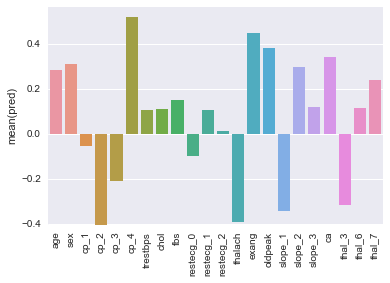 mean(pred)
0.4
0.2
0.0
−0.2
−0.4
age
sex
cp_1
cp_2
cp_3
cp_4
trestbps
chol
fbs
restecg_0
restecg_1
restecg_2
thalach
exang
oldpeak
slope_1
slope_2
slope_3
ca
thal_3
thal_6
thal_7